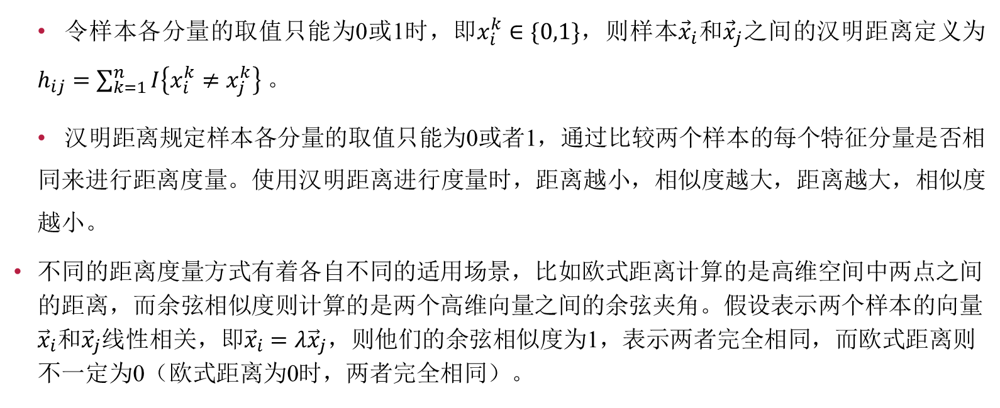 • 令样本各分量的取值只能为0或1时，即$x_i^k \in \{0,1\}$，则样本$\vec{x}_i$和$\vec{x}_j$之间的汉明距离定义为
$h_{ij} = \sum_{k=1}^{n} I\{x_i^k \neq x_j^k\}$ 。
• 汉明距离规定样本各分量的取值只能为0或者1，通过比较两个样本的每个特征分量是否相
同来进行距离度量。使用汉明距离进行度量时，距离越小，相似度越大，距离越大，相似度
越小。
• 不同的距离度量方式有着各自不同的适用场景，比如欧式距离计算的是高维空间中两点之间
的距离，而余弦相似度则计算的是两个高维向量之间的余弦夹角。假设表示两个样本的向量
$\vec{x}_i$和$\vec{x}_j$线性相关，即$\vec{x}_i = \lambda\vec{x}_j$，则他们的余弦相似度为1，表示两者完全相同，而欧式距离则
不一定为0（欧式距离为0时，两者完全相同）。